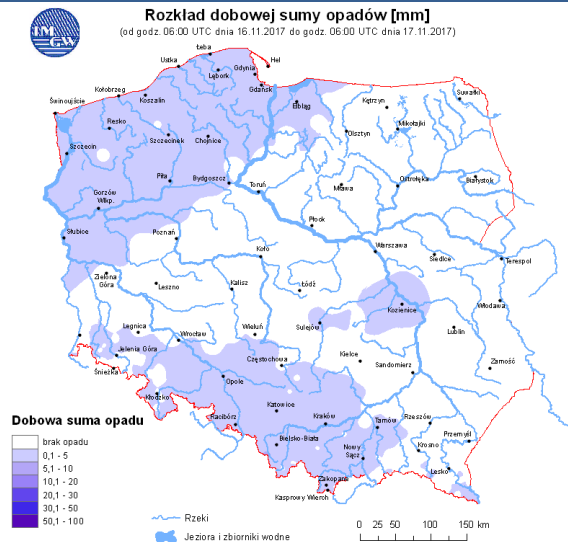 IM
GW
Rozkład dobowej sumy opadów [mm]
(od godz. 06:00 UTC dnia 16.11.2017 do godz. 06:00 UTC dnia 17.11.2017)
Łeba
Ustka
Hel
Lębork
Gdynia
Gdańsk
Kołobrzeg
Koszalin
Świnoujście
Elbląg
Kętrzyn
Suwałki
Resko
Mikołajki
Olsztyn
Szczecin
Szczecinek
Chojnice
Piła
Bydgoszcz
Toruń
Mława
Ostrołęka
Białystok
Gorzów
Wlkp.
Płock
Słubice
Poznań
Koło
Warszawa
Siedlce
Terespol
Zielona
Góra
Leszno
Kalisz
Łódź
Kozienice
Włodawa
Legnica
Wrocław
Wieluń
Sulejów
Lublin
Jelenia Góra
Śnieżka
Częstochowa
Kielce
Sandomierz
Zamość
Kłodzko
Opole
Katowice
Racibórz
Kraków
Tarnów
Rzeszów
Przemyśl
Bielsko-Biała
Nowy
Sącz
Krosno
Lesko
Zakopane
Kasprowy Wierch
Dobowa suma opadu
brak opadu
0,1 - 5
5,1 - 10
10,1 - 20
20,1 - 30
30,1 - 50
50,1 - 100
Rzeki
Jeziora i zbiorniki wodne
0 25 50 100 150 km